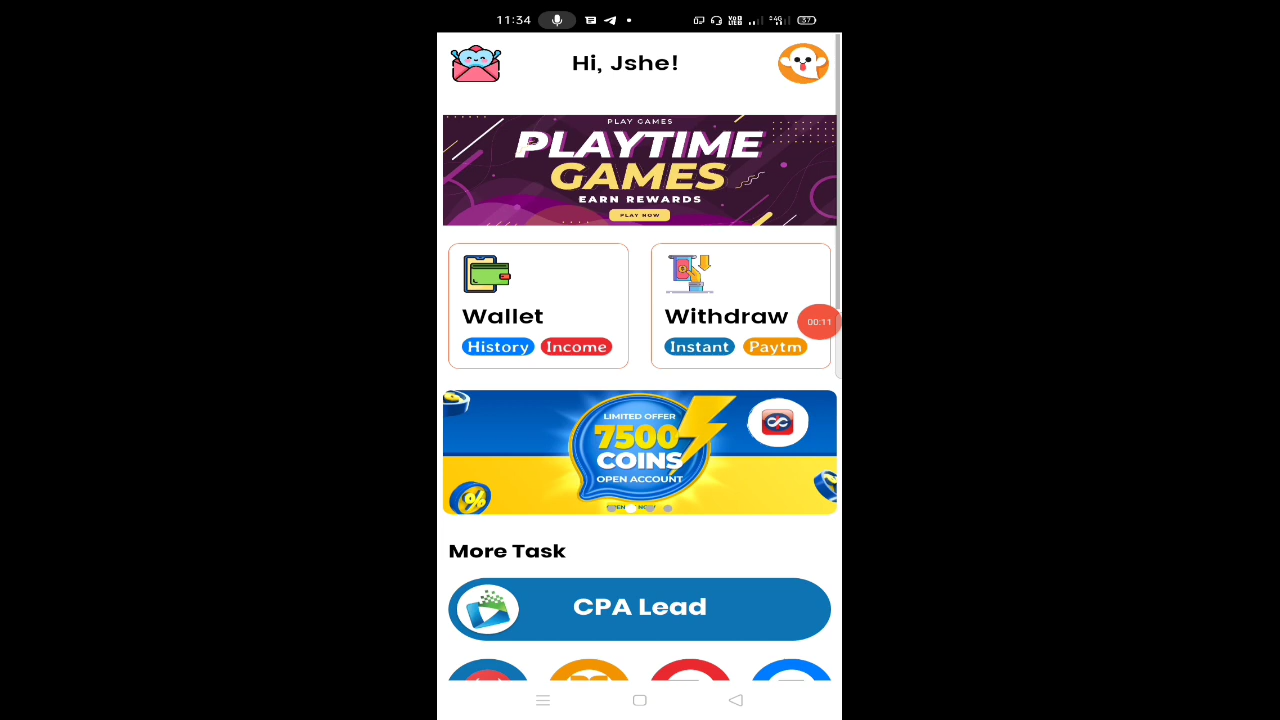 11:34
57
Hi, Jshe!
PLAY GAMES
PLAYTIME
GAMES
EARN REWARDS
PLAY NOW
Wallet
History Income
Withdraw
Instant Paytm
00:11
LIMITED OFFER
7500
COINS
OPEN ACCOUNT
%
More Task
CPA Lead